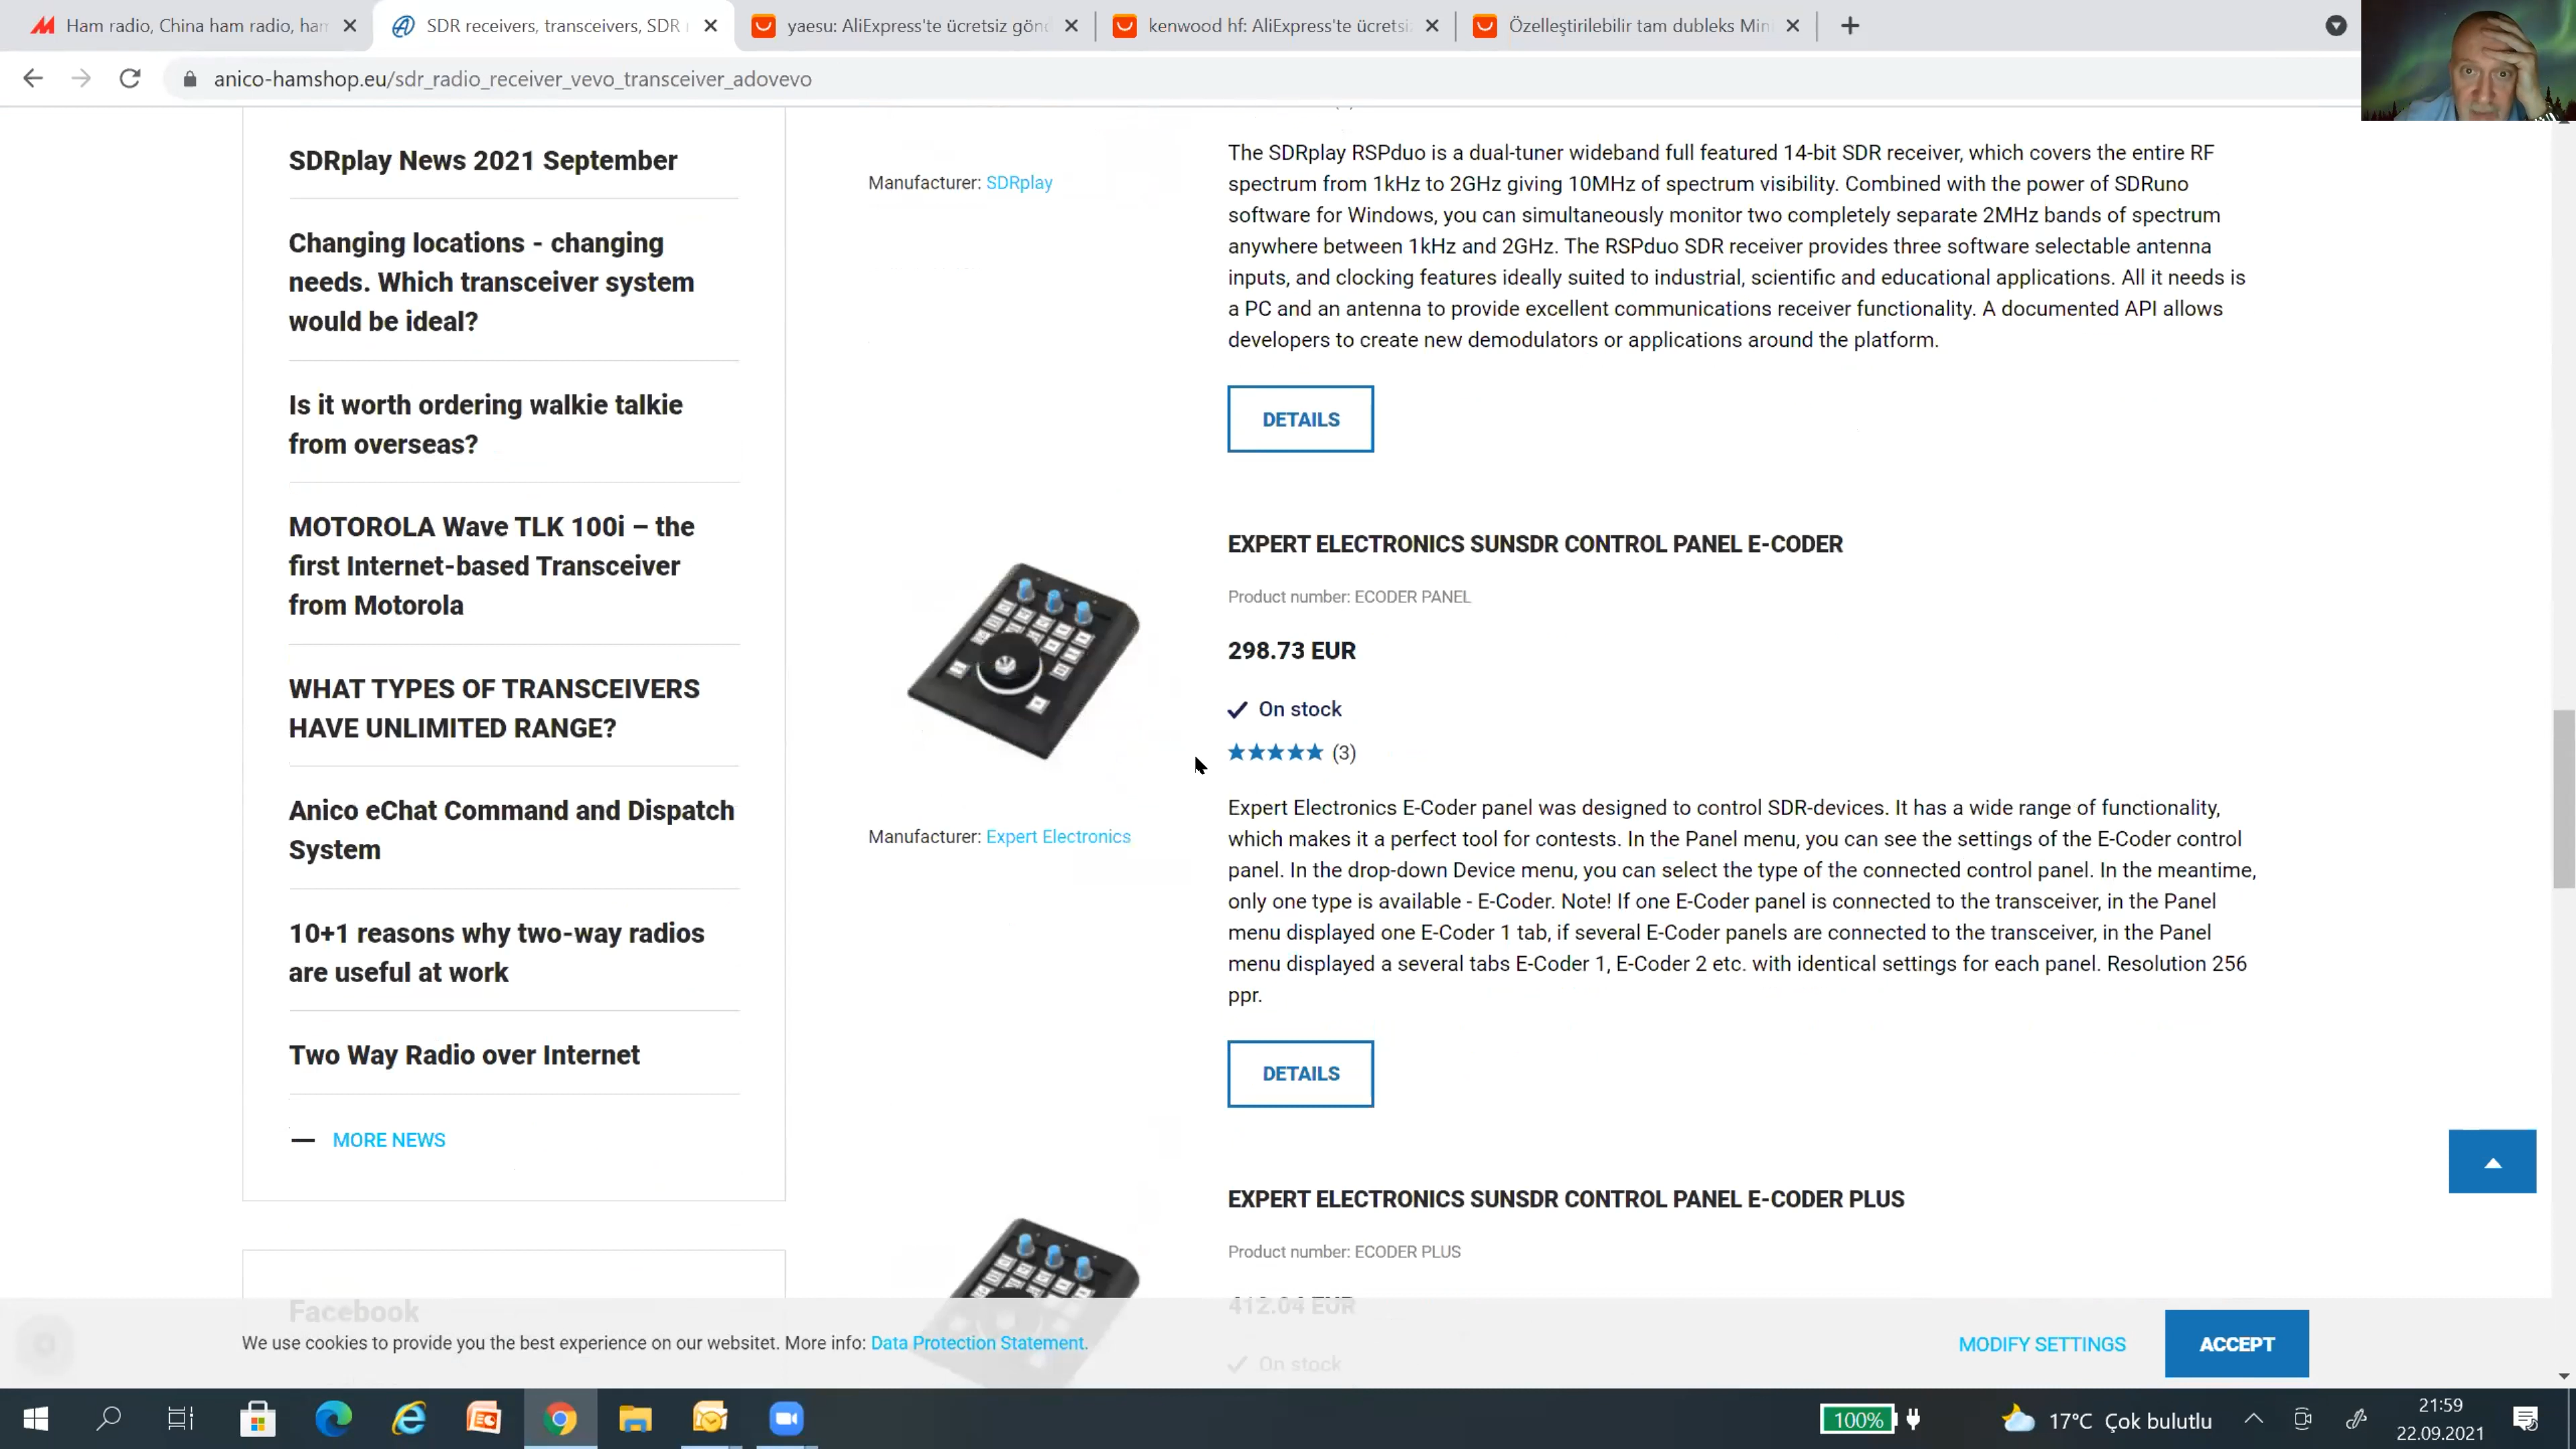 Ham radio, China ham radio, ham
SDR receivers, transceivers, SDR
yaesu: AliExpress'te ücretsiz gönd
kenwood hf: AliExpress'te ücretsi
Özelleştirilebilir tam dubleks Min
anico-hamshop.eu/sdr_radio_receiver_vevo_transceiver_adovevo
SDRplay News 2021 September
Changing locations - changing
needs. Which transceiver system
would be ideal?
Is it worth ordering walkie talkie
from overseas?
MOTOROLA Wave TLK 100i – the
first Internet-based Transceiver
from Motorola
WHAT TYPES OF TRANSCEIVERS
HAVE UNLIMITED RANGE?
Anico eChat Command and Dispatch
System
10+1 reasons why two-way radios
are useful at work
Two Way Radio over Internet
MORE NEWS
Facebook
Manufacturer: SDRplay
The SDRplay RSPduo is a dual-tuner wideband full featured 14-bit SDR receiver, which covers the entire RF
spectrum from 1kHz to 2GHz giving 10MHz of spectrum visibility. Combined with the power of SDRuno
software for Windows, you can simultaneously monitor two completely separate 2MHz bands of spectrum
anywhere between 1kHz and 2GHz. The RSPduo SDR receiver provides three software selectable antenna
inputs, and clocking features ideally suited to industrial, scientific and educational applications. All it needs is
a PC and an antenna to provide excellent communications receiver functionality. A documented API allows
developers to create new demodulators or applications around the platform.
DETAILS
EXPERT ELECTRONICS SUNSDR CONTROL PANEL E-CODER
Product number: ECODER PANEL
298.73 EUR
On stock
(3)
Manufacturer: Expert Electronics
Expert Electronics E-Coder panel was designed to control SDR-devices. It has a wide range of functionality,
which makes it a perfect tool for contests. In the Panel menu, you can see the settings of the E-Coder control
panel. In the drop-down Device menu, you can select the type of the connected control panel. In the meantime,
only one type is available - E-Coder. Note! If one E-Coder panel is connected to the transceiver, in the Panel
menu displayed one E-Coder 1 tab, if several E-Coder panels are connected to the transceiver, in the Panel
menu displayed a several tabs E-Coder 1, E-Coder 2 etc. with identical settings for each panel. Resolution 256
ppr.
DETAILS
EXPERT ELECTRONICS SUNSDR CONTROL PANEL E-CODER PLUS
Product number: ECODER PLUS
412.04 EUR
On stock
We use cookies to provide you the best experience on our websitet. More info: Data Protection Statement.
MODIFY SETTINGS
ACCEPT
100%
17°C Çok bulutlu
21:59
22.09.2021